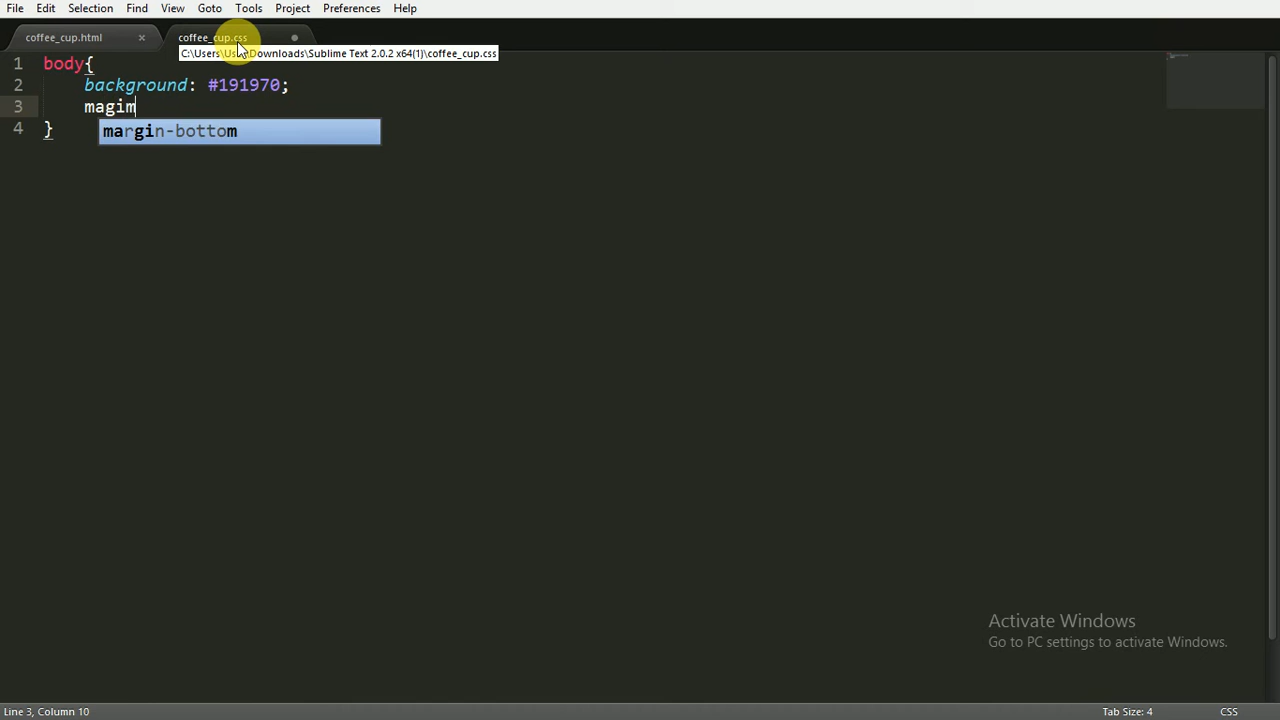 File Edit Selection Find View Goto Tools Project Preferences Help
coffee_cup.html × coffee_cup.css
C:\Users\User\Downloads\Sublime Text 2.0.2 x64(1)\coffee_cup.css
1 body{
2 background: #191970;
3 magim
margin-bottom
4 }
Activate Windows
Go to PC settings to activate Windows.
Line 3, Column 10 Tab Size: 4 CSS